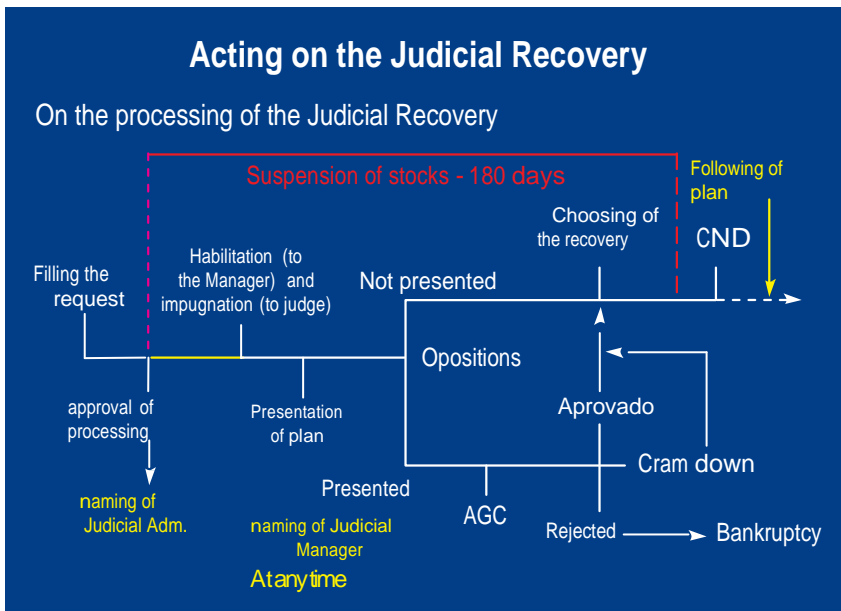 Acting on the Judicial Recovery
On the processing of the Judicial Recovery
Suspension of stocks - 180 days
Following of
plan
Choosing of
the recovery
CND
Habilitation (to
the Manager) and
impugnation (to judge)
Filling the
request
Not presented
Opositions
approval of
processing
Presentation
of plan
Aprovado
Presented
Cram down
naming of
Judicial Adm.
naming of Judicial
Manager
Atanytime
AGC
Rejected
Bankruptcy